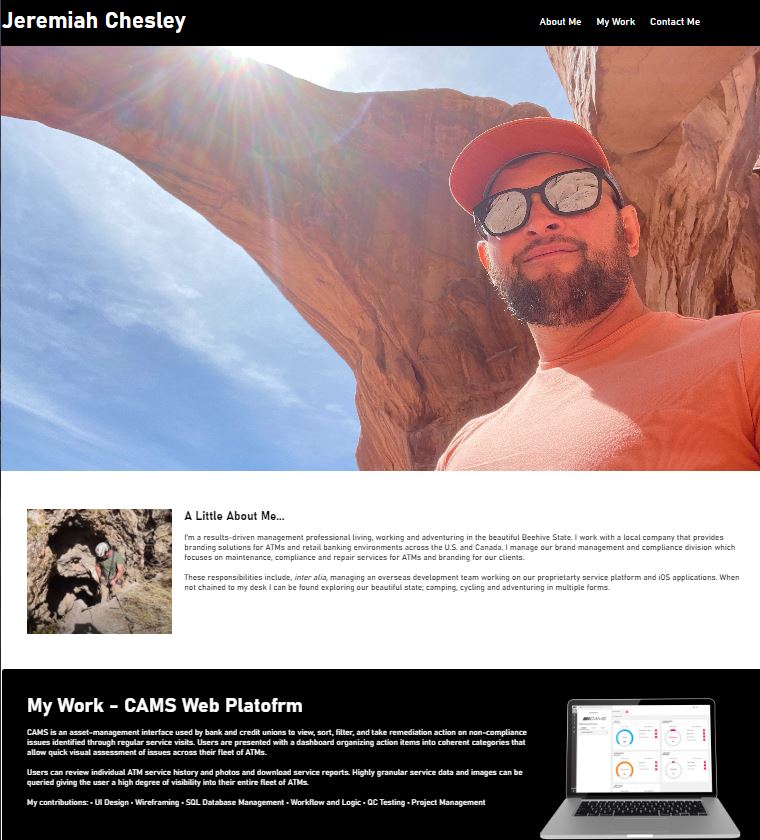 Jeremiah Chesley
About Me My Work Contact Me
A Little About Me...
I'm a results-driven management professional living, working and adventuring in the beautiful Beehive State. I work with a local company that provides
branding solutions for ATMs and retail banking environments across the U.S. and Canada. I manage our brand management and compliance division which
focuses on maintenance, compliance and repair services for ATMs and branding for our clients.
These responsibilities include, inter alia, managing an overseas development team working on our proprietarty service platform and iOS applications. When
not chained to my desk I can be found exploring our beautiful state; camping, cycling and adventuring in multiple forms.
My Work - CAMS Web Platofrm
CAMS is an asset-management interface used by bank and credit unions to view, sort, filter, and take remediation action on non-compliance
issues identified through regular service visits. Users are presented with a dashboard organizing action items into coherent categories that
allow quick visual assessment of issues across their fleet of ATMs.
Users can review individual ATM service history and photos and download service reports. Highly granular service data and images can be
queried giving the user a high degree of visibility into their entire fleet of ATMs.
My contributions: • UI Design • Wireframing • SQL Database Management • Workflow and Logic • QC Testing • Project Management
CAMS